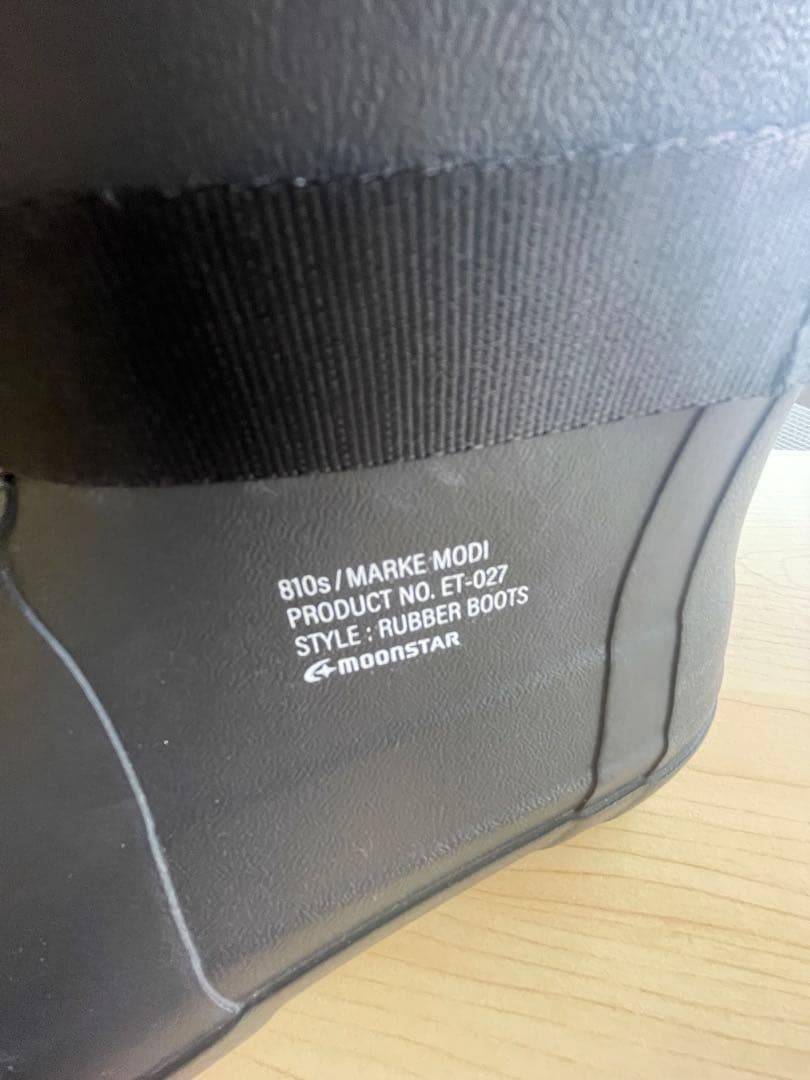 810s / MARKE MODI
PRODUCT NO. ET-027
STYLE : RUBBER BOOTS
MOONSTAR